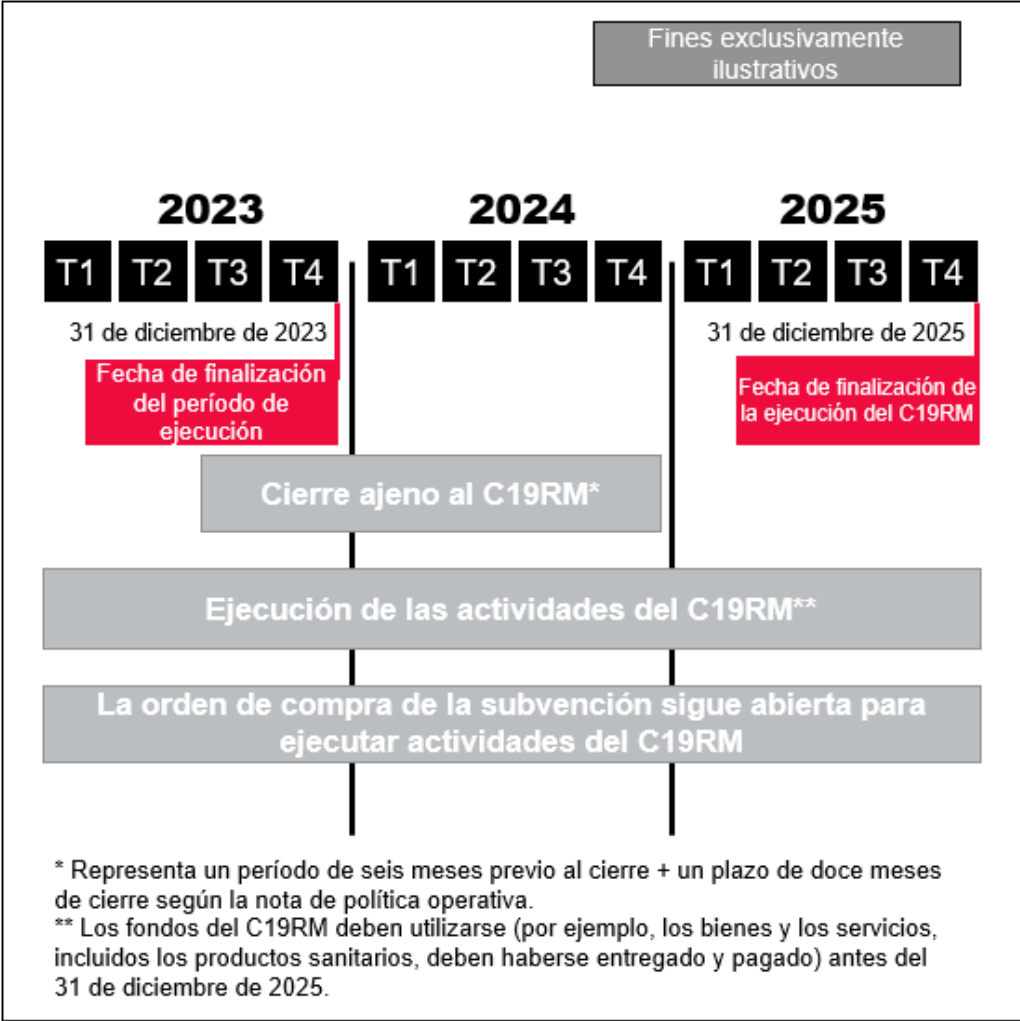 Fines exclusivamente
ilustrativos
2023
2024
2025
T1 T2 T3 T4
T1 T2 T3 T4
T1 T2 T3 T4
31 de diciembre de 2023
31 de diciembre de 2025
Fecha de finalización
del período de
ejecución
Fecha de finalización de
la ejecución del C19RM
Cierre ajeno al C19RM*
Ejecución de las actividades del C19RM**
La orden de compra de la subvención sigue abierta para
ejecutar actividades del C19RM
* Representa un período de seis meses previo al cierre + un plazo de doce meses
de cierre según la nota de política operativa.
** Los fondos del C19RM deben utilizarse (por ejemplo, los bienes y los servicios,
incluidos los productos sanitarios, deben haberse entregado y pagado) antes del
31 de diciembre de 2025.